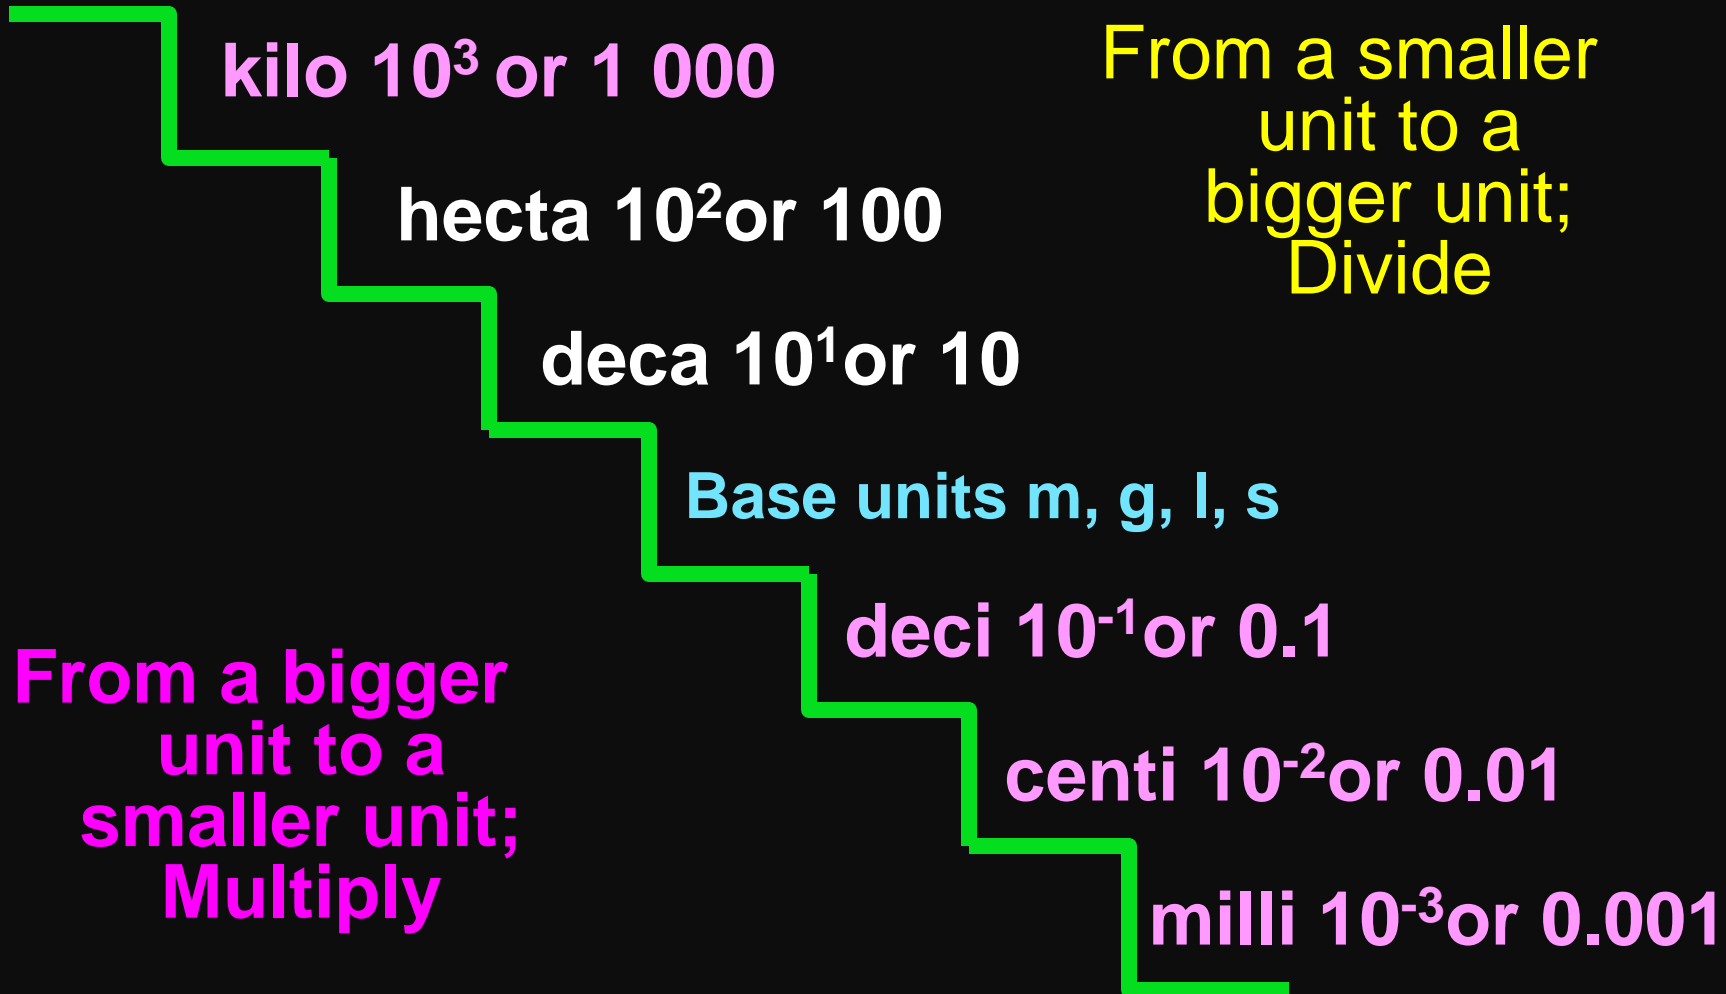 kilo 10³ or 1 000
From a smaller
unit to a
bigger unit;
Divide
hecta 10²or 100
deca 10¹or 10
Base units m, g, l, s
deci 10⁻¹or 0.1
From a bigger
unit to a
smaller unit;
Multiply
centi 10⁻²or 0.01
milli 10⁻³or 0.001